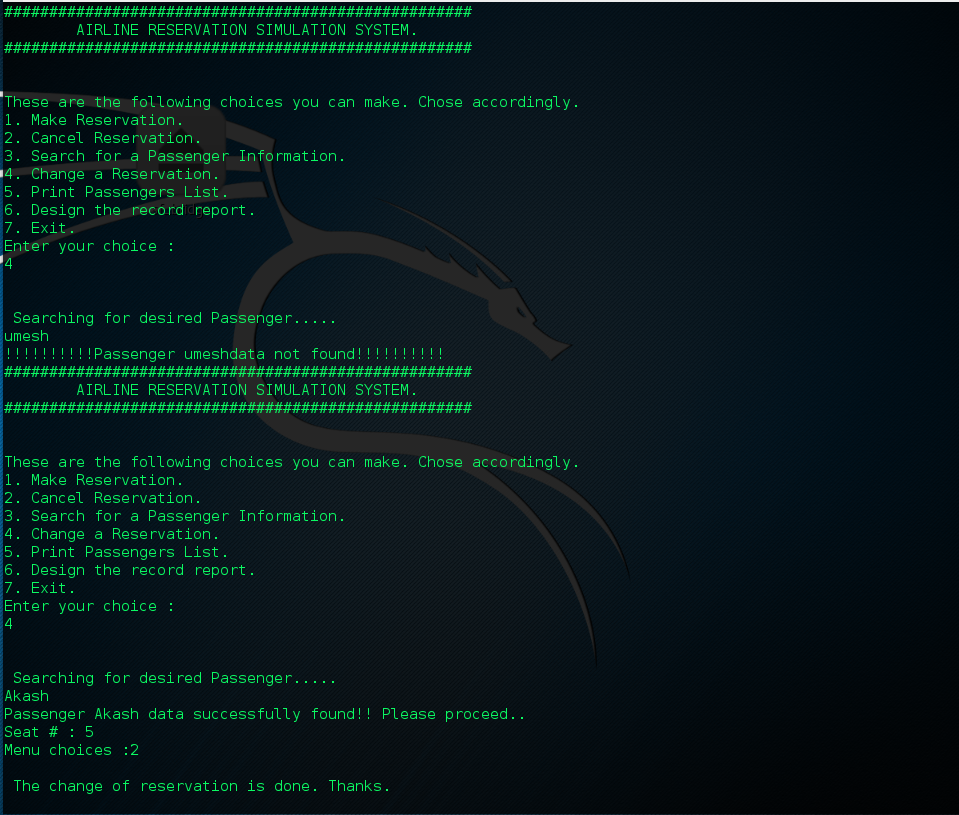 ####################################################
AIRLINE RESERVATION SIMULATION SYSTEM.
####################################################
These are the following choices you can make. Chose accordingly.
1. Make Reservation.
2. Cancel Reservation.
3. Search for a Passenger Information.
4. Change a Reservation.
5. Print Passengers List.
6. Design the record report.
7. Exit.
Enter your choice :
4
Searching for desired Passenger.....
umesh
!!!!!!!!!!Passenger umeshdata not found!!!!!!!!!!
####################################################
AIRLINE RESERVATION SIMULATION SYSTEM.
####################################################
These are the following choices you can make. Chose accordingly.
1. Make Reservation.
2. Cancel Reservation.
3. Search for a Passenger Information.
4. Change a Reservation.
5. Print Passengers List.
6. Design the record report.
7. Exit.
Enter your choice :
4
Searching for desired Passenger.....
Akash
Passenger Akash data successfully found!! Please proceed..
Seat # : 5
Menu choices :2
The change of reservation is done. Thanks.